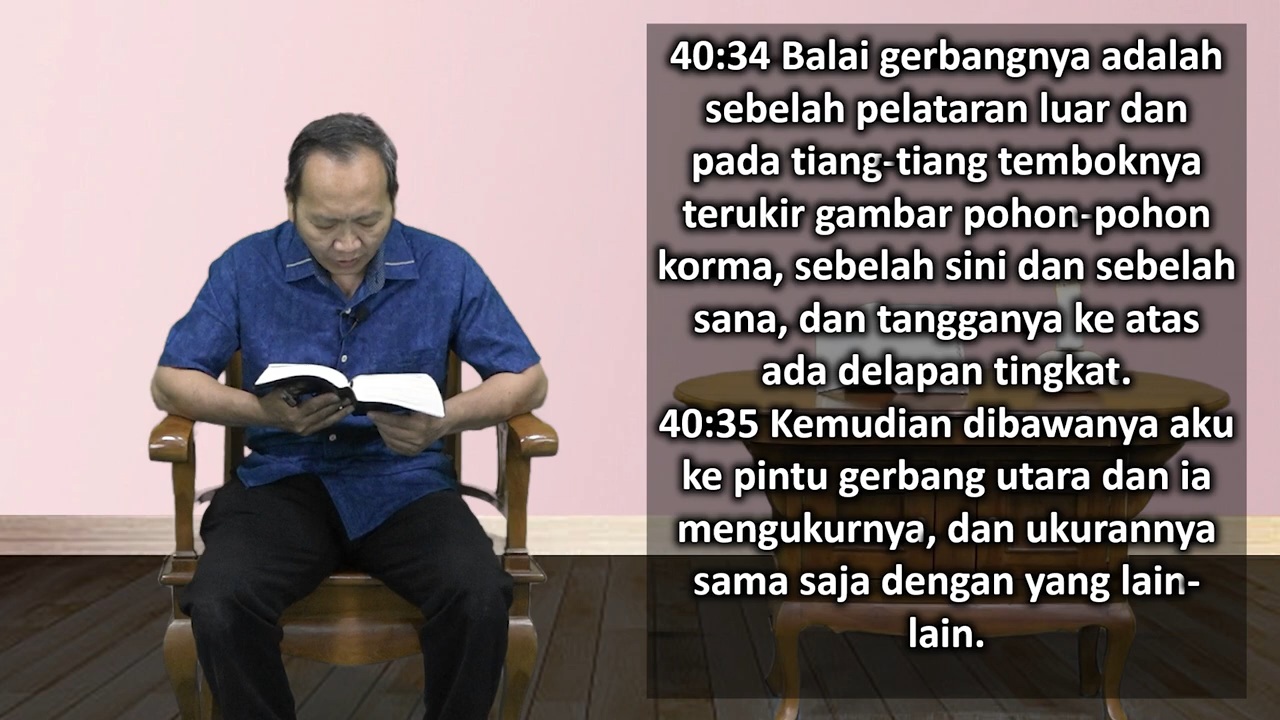 40:34 Balai gerbangnya adalah
sebelah pelataran luar dan
pada tiang-tiang temboknya
terukir gambar pohon-pohon
korma, sebelah sini dan sebelah
sana, dan tangganya ke atas
ada delapan tingkat.
40:35 Kemudian dibawanya aku
ke pintu gerbang utara dan ia
mengukurnya, dan ukurannya
sama saja dengan yang lain-
lain.